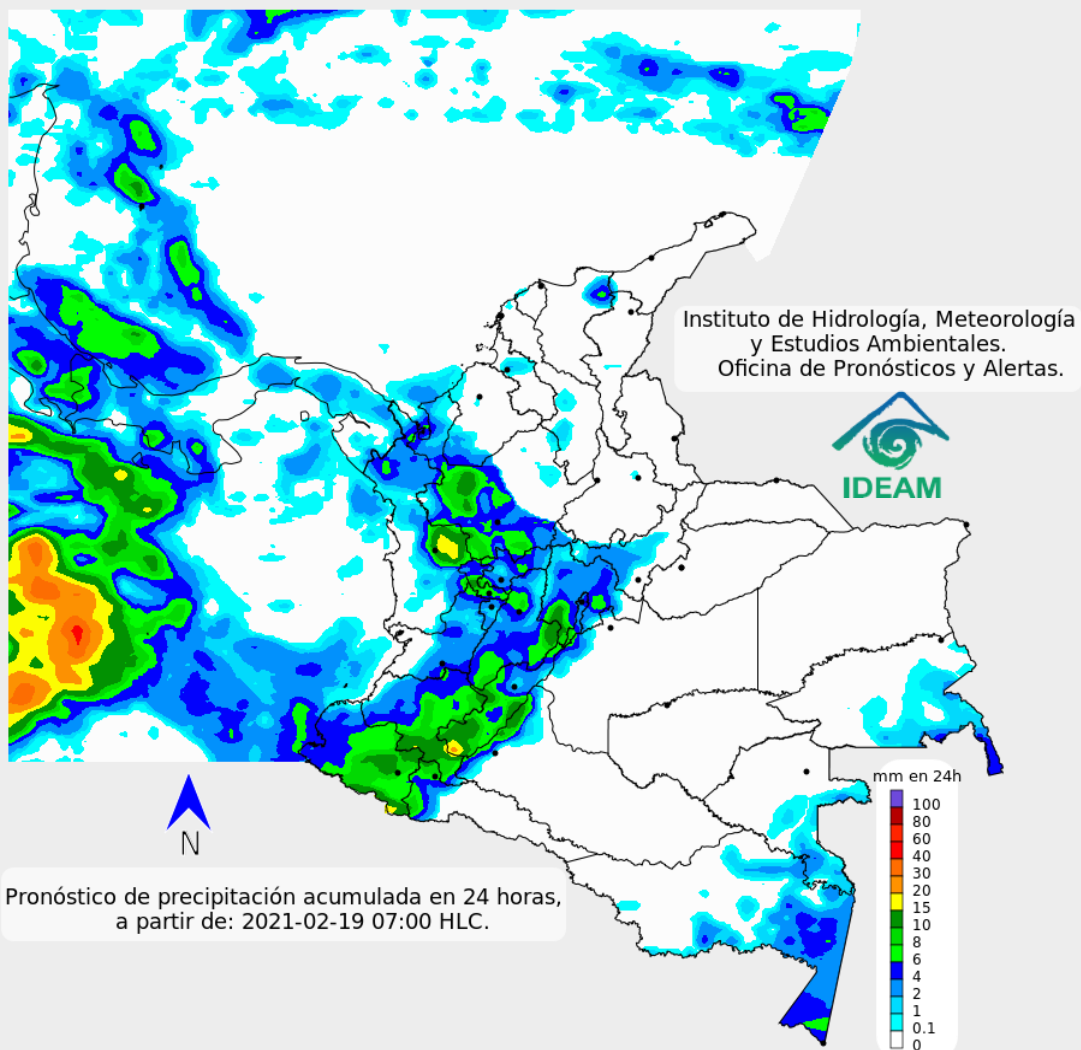 Instituto de Hidrología, Meteorología
y Estudios Ambientales.
Oficina de Pronósticos y Alertas.
IDEAM
N
Pronóstico de precipitación acumulada en 24 horas,
a partir de: 2021-02-19 07:00 HLC.
mm en 24h
100
80
60
40
30
20
15
10
8
6
4
2
1
0.1
0